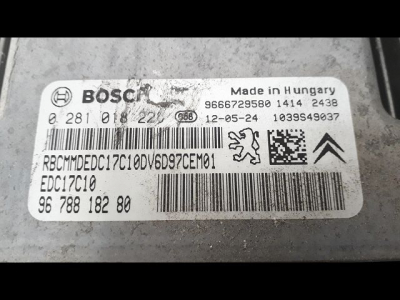 BOSCH
Made in Hungary
9666729580 1414 2438
0 281 018 22
12-05-24 1039S49037
RBCMMDEDC17C10DV6D97CEM01
EDC17C10
96 788 182 80